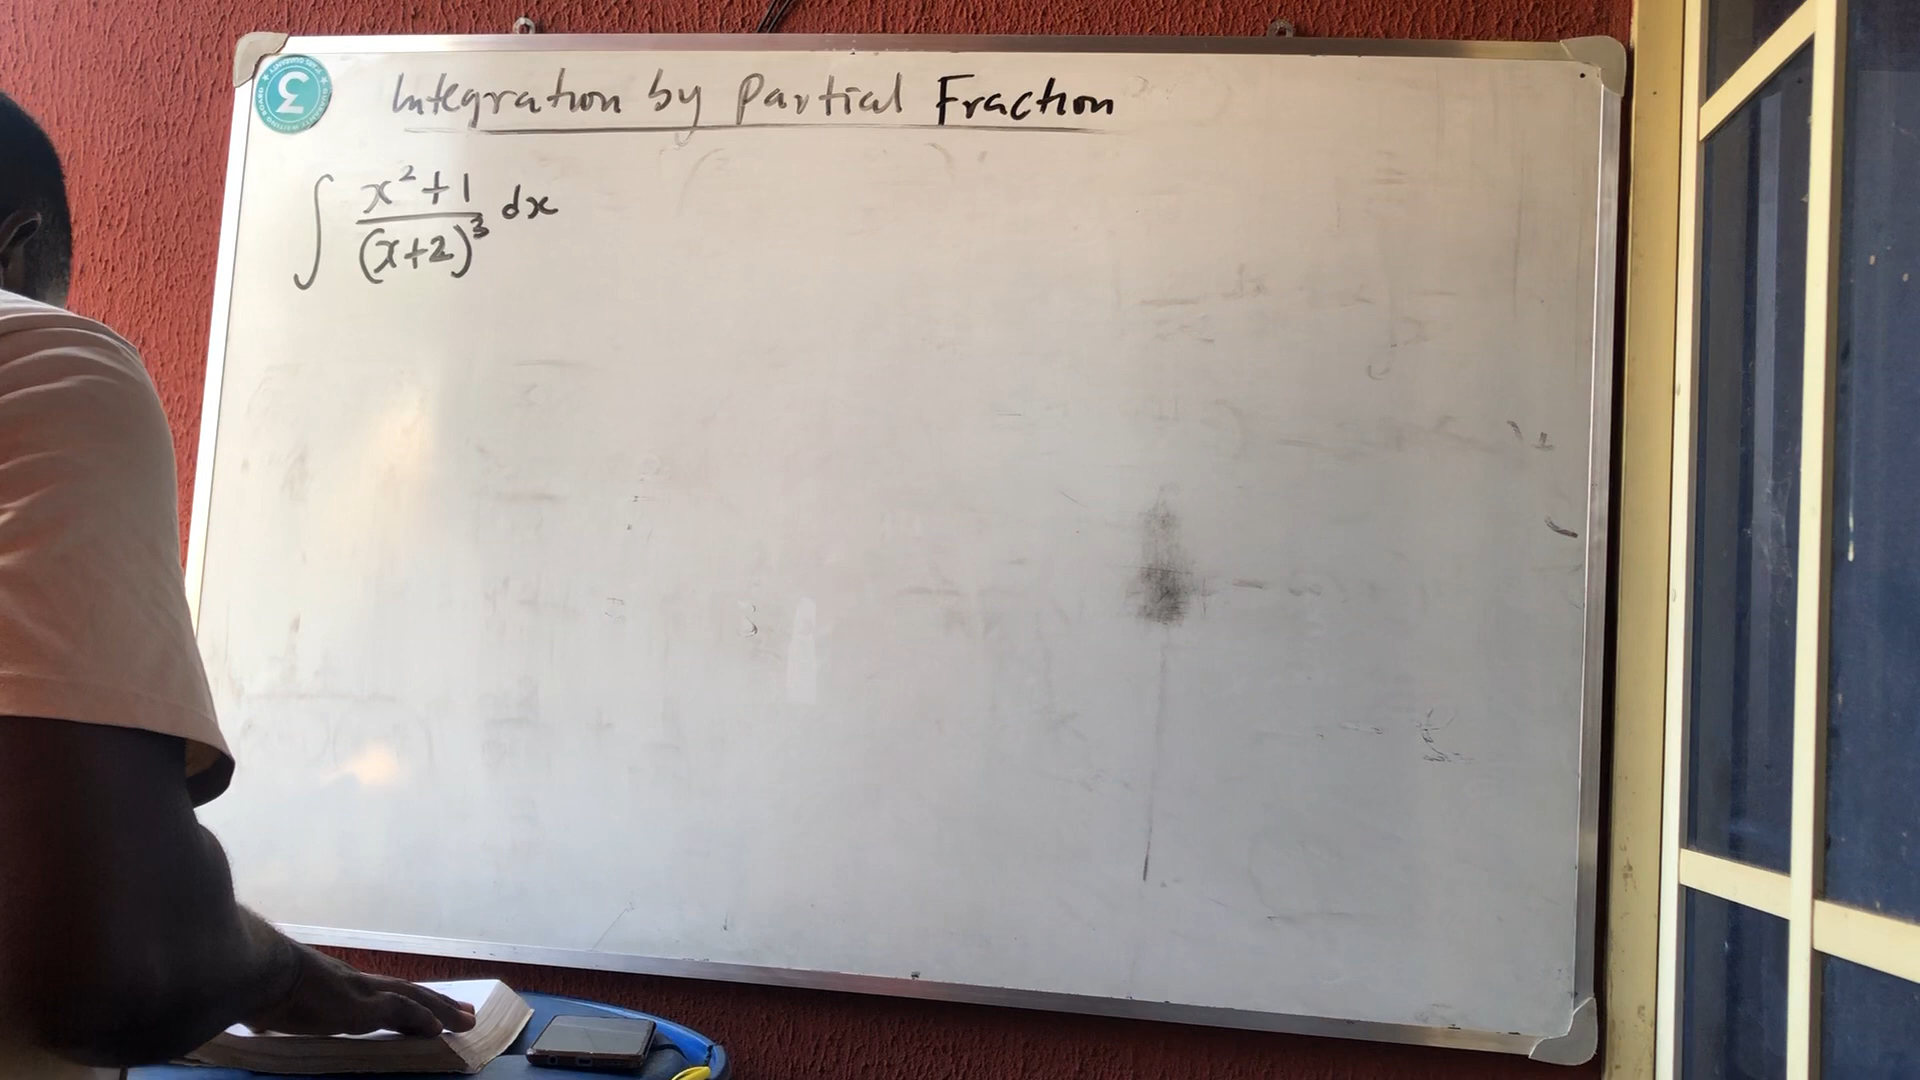 Integration by Partial Fraction
∫ (x²+1)/(x+2)³ dx